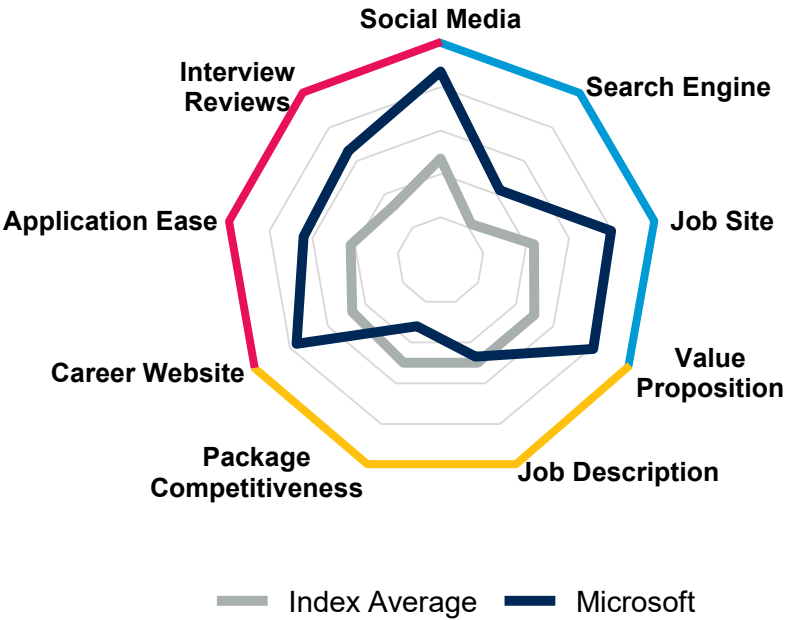 Social Media
Search Engine
Job Site
Value
Proposition
Job Description
Package
Competitiveness
Career Website
Application Ease
Interview
Reviews
Index Average
Microsoft